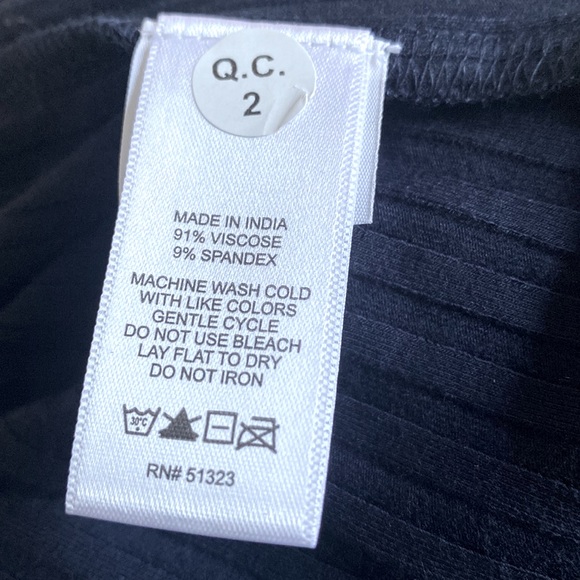 Q.C.
2
MADE IN INDIA
91% VISCOSE
9% SPANDEX
MACHINE WASH COLD
WITH LIKE COLORS
GENTLE CYCLE
DO NOT USE BLEACH
LAY FLAT TO DRY
DO NOT IRON
30°C
RN# 51323